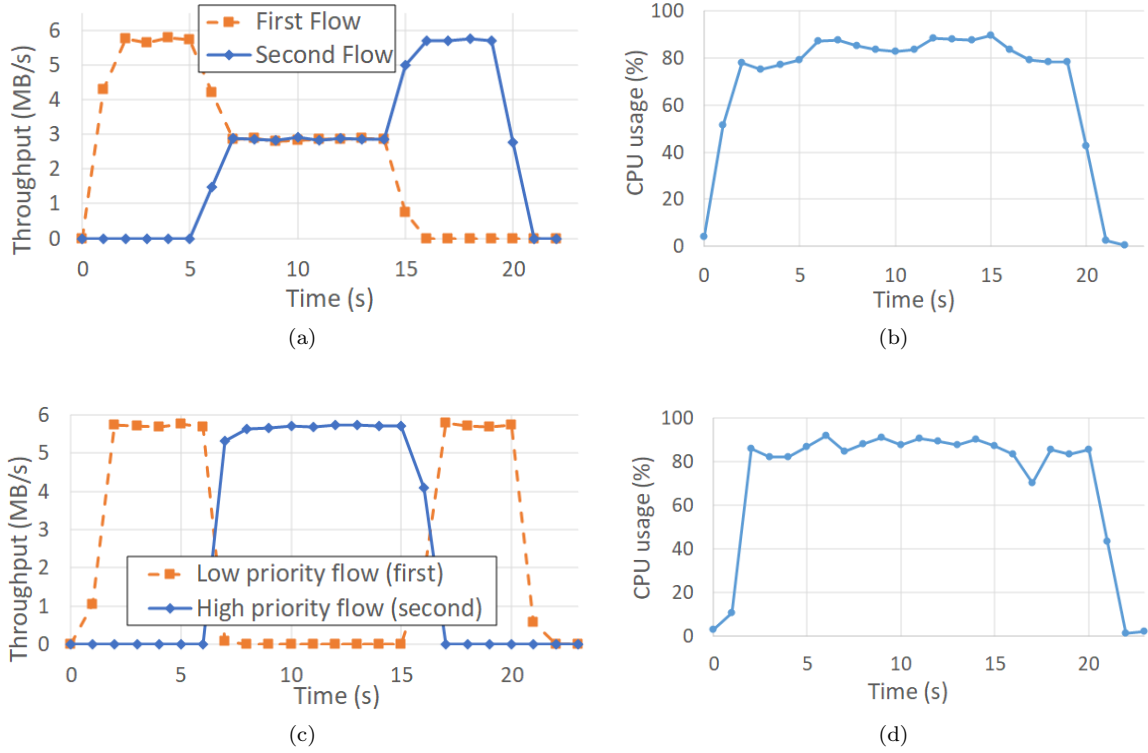 First Flow
Second Flow
Throughput (MB/s)
6
5
4
3
2
1
0
0 5 10 15 20
Time (s)
(a)
CPU usage (%)
100
80
60
40
20
0
0 5 10 15 20
Time (s)
(b)
Throughput (MB/s)
6
5
4
3
2
1
0
Low priority flow (first)
High priority flow (second)
0 5 10 15 20
Time (s)
(c)
CPU usage (%)
100
80
60
40
20
0
0 5 10 15 20
Time (s)
(d)